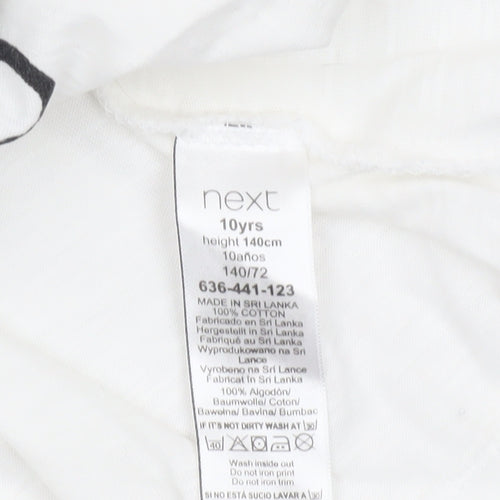 next
10yrs
height 140cm
10años
140/72
636-441-123
MADE IN SRI LANKA
100% COTTON
Fabricado en Sri Lanka
Hergestellt in Sri Lanka
Fabriqué au Sri Lanka
Wyprodukowano na Sri
Lance
Vyrobeno na Sri Lance
Fabricat în Sri Lanka
100% Algodón/
Baumwolle/ Coton/
Bawełna/ Bavlna/ Bumbac
IF IT'S NOT DIRTY WASH AT 30
40
Wash inside out
Do not iron print
Do not iron trim
SI NO ESTÁ SUCIO LAVAR A 30